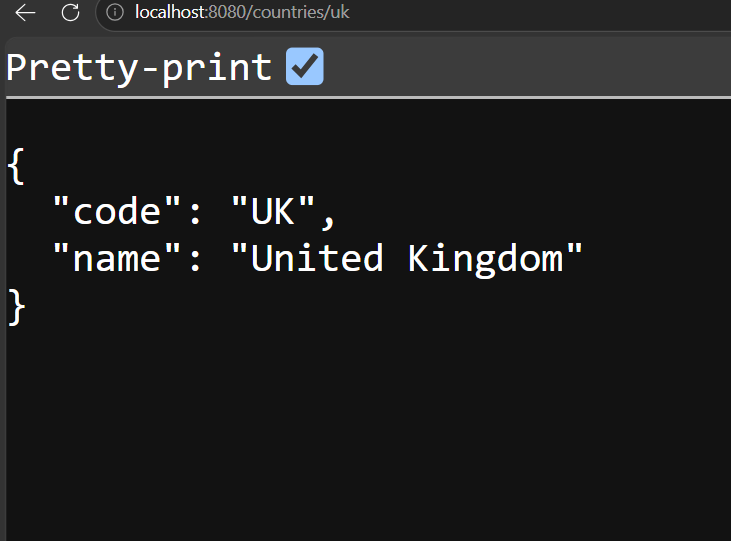 localhost:8080/countries/uk
Pretty-print
{
  "code": "UK",
  "name": "United Kingdom"
}